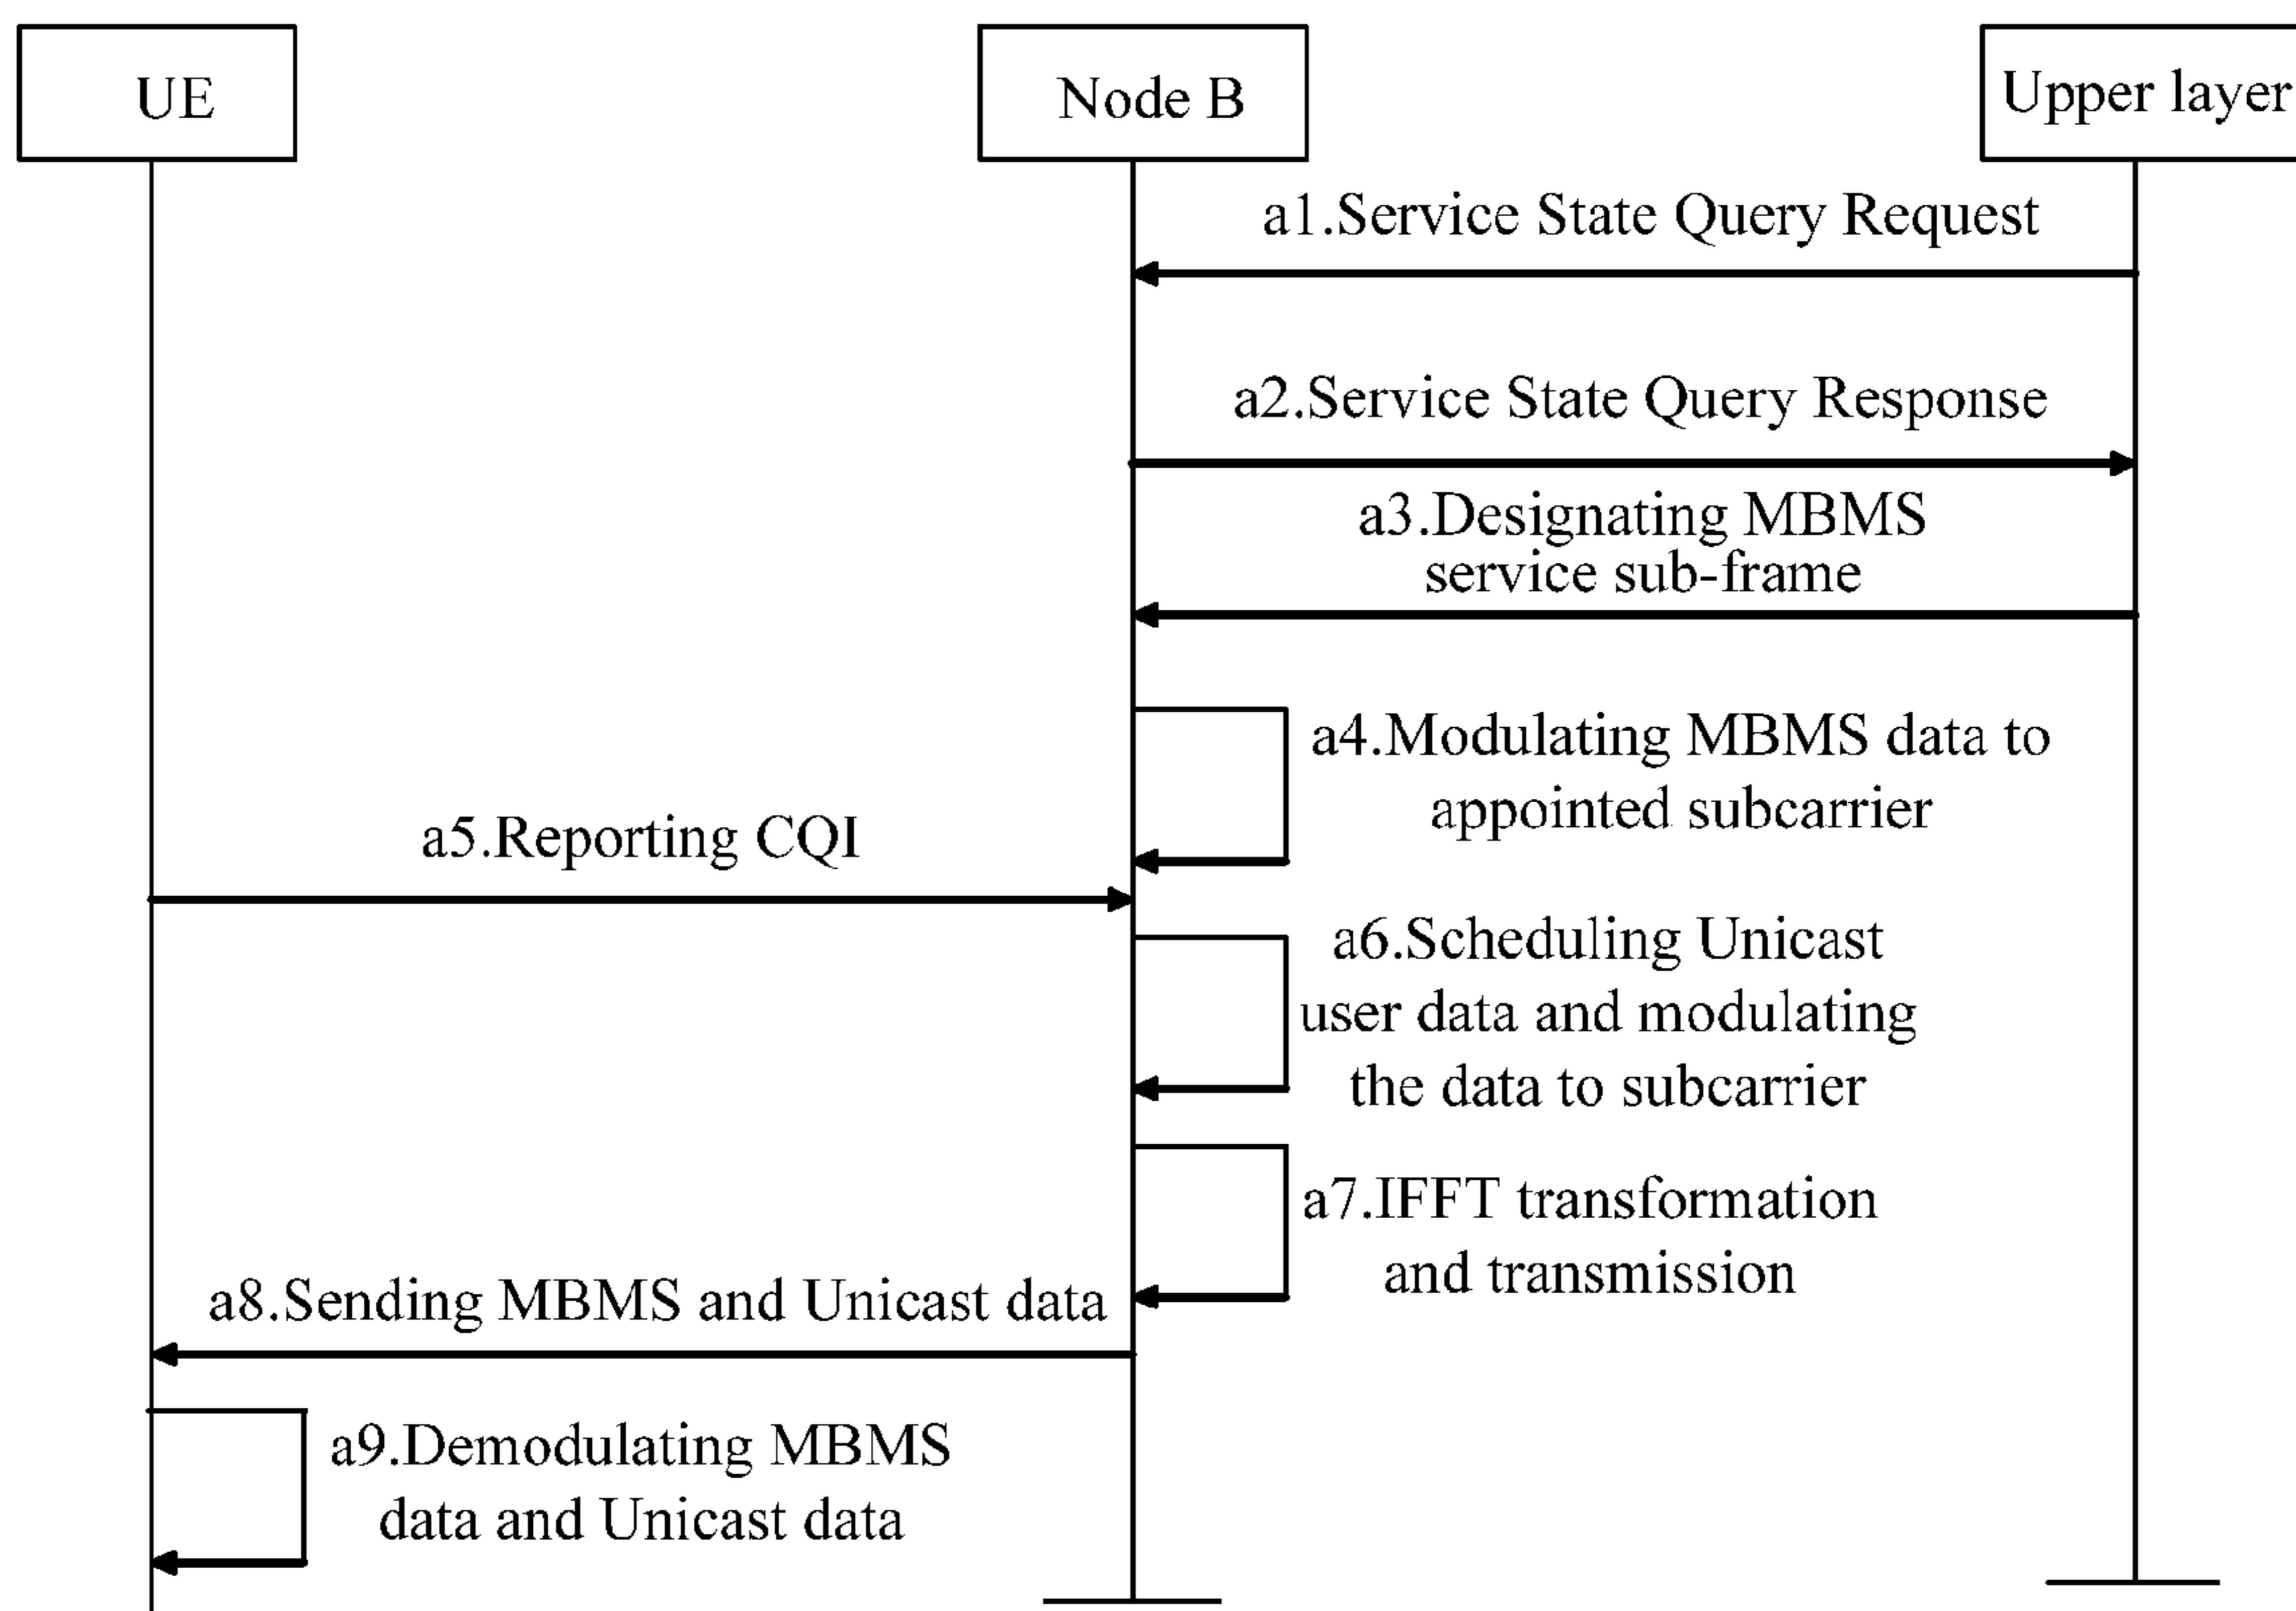 UE
Node B
Upper layer
a1.Service State Query Request
a2.Service State Query Response
a3.Designating MBMS
service sub-frame
a4.Modulating MBMS data to
appointed subcarrier
a5.Reporting CQI
a6.Scheduling Unicast
user data and modulating
the data to subcarrier
a7.IFFT transformation
and transmission
a8.Sending MBMS and Unicast data
a9.Demodulating MBMS
data and Unicast data